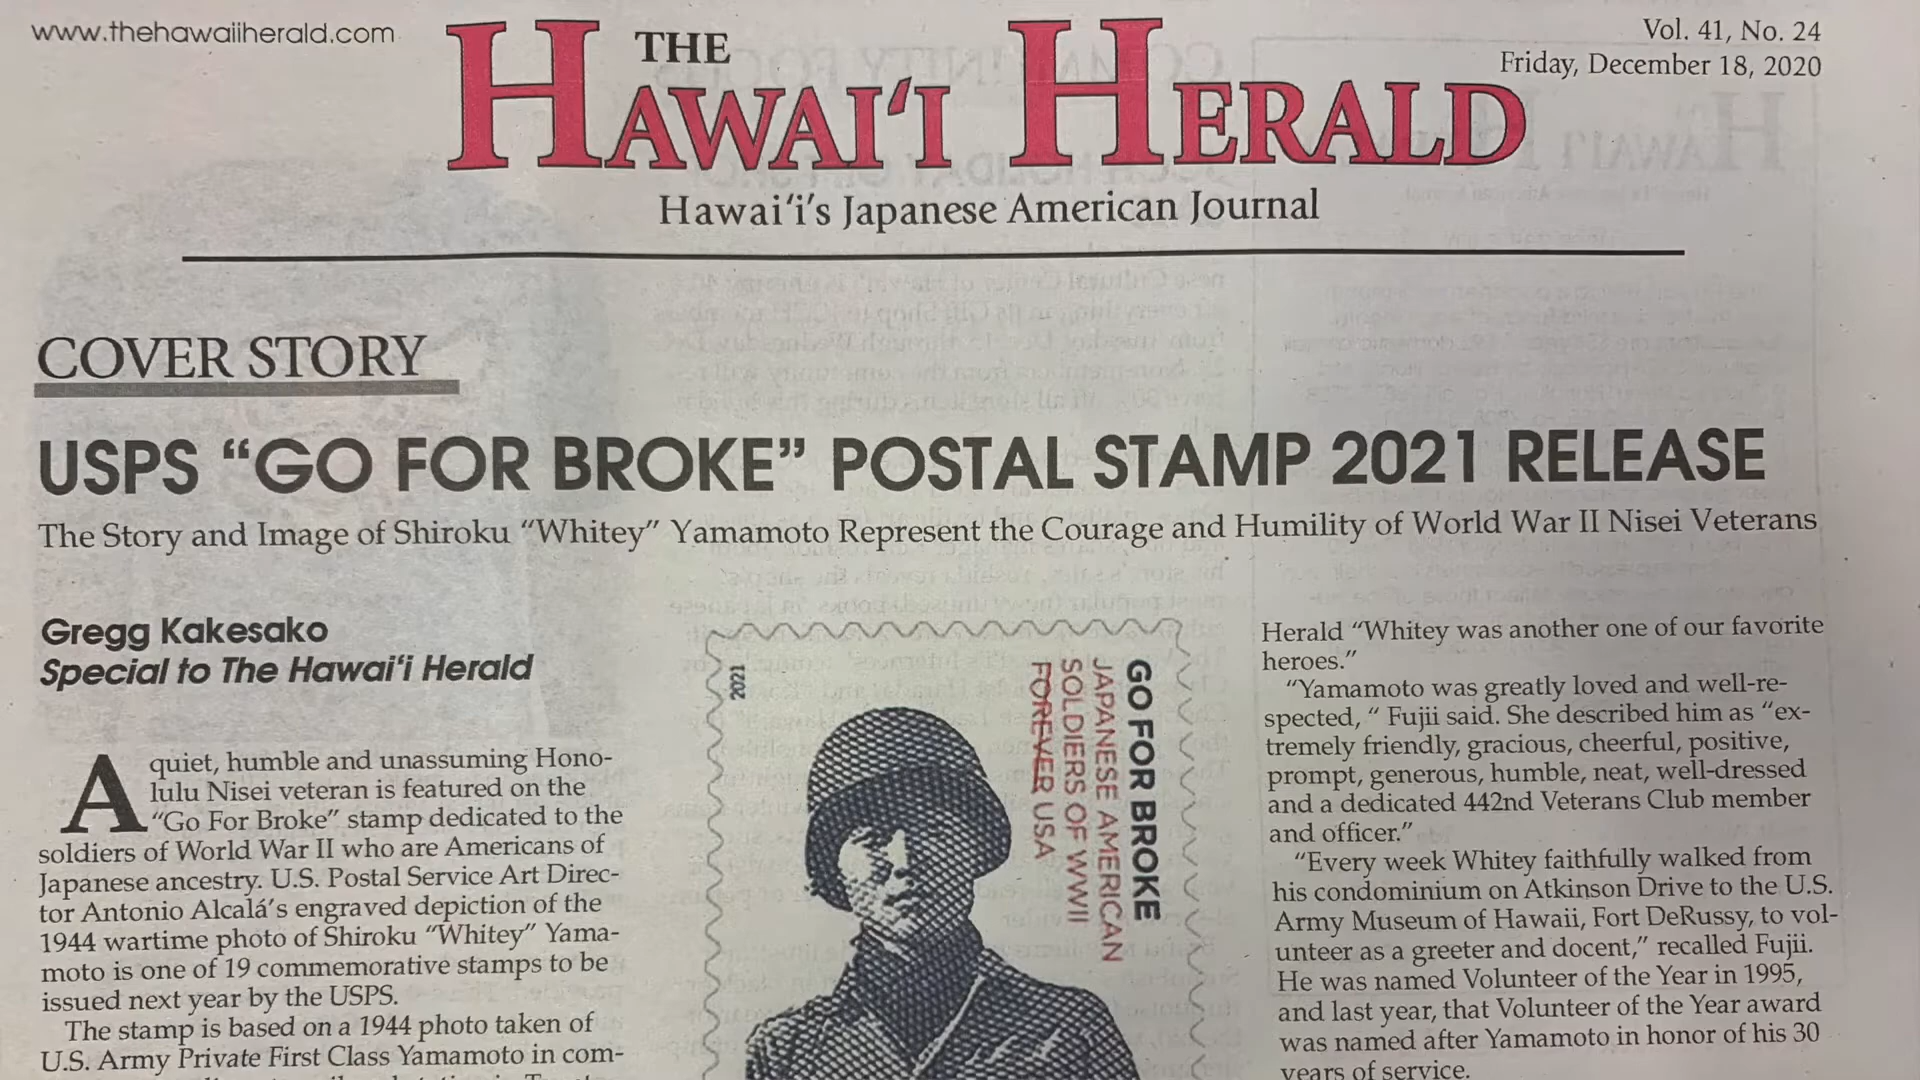 www.thehawaiiherald.com
THE
HAWAI‘I HERALD
Vol. 41, No. 24
Friday, December 18, 2020
Hawai‘i’s Japanese American Journal
COVER STORY
USPS “GO FOR BROKE” POSTAL STAMP 2021 RELEASE
The Story and Image of Shiroku “Whitey” Yamamoto Represent the Courage and Humility of World War II Nisei Veterans
Gregg Kakesako
Special to The Hawai‘i Herald
A quiet, humble and unassuming Hono-
lulu Nisei veteran is featured on the
“Go For Broke” stamp dedicated to the
soldiers of World War II who are Americans of
Japanese ancestry. U.S. Postal Service Art Direc-
tor Antonio Alcalá’s engraved depiction of the
1944 wartime photo of Shiroku “Whitey” Yama-
moto is one of 19 commemorative stamps to be
issued next year by the USPS.
The stamp is based on a 1944 photo taken of
U.S. Army Private First Class Yamamoto in com-
2021
GO FOR BROKE
JAPANESE AMERICAN
SOLDIERS OF WWII
FOREVER USA
Herald “Whitey was another one of our favorite
heroes.”
“Yamamoto was greatly loved and well-re-
spected, “ Fujii said. She described him as “ex-
tremely friendly, gracious, cheerful, positive,
prompt, generous, humble, neat, well-dressed
and a dedicated 442nd Veterans Club member
and officer.”
“Every week Whitey faithfully walked from
his condominium on Atkinson Drive to the U.S.
Army Museum of Hawaii, Fort DeRussy, to vol-
unteer as a greeter and docent,” recalled Fujii.
He was named Volunteer of the Year in 1995,
and last year, that Volunteer of the Year award
was named after Yamamoto in honor of his 30
years of service.